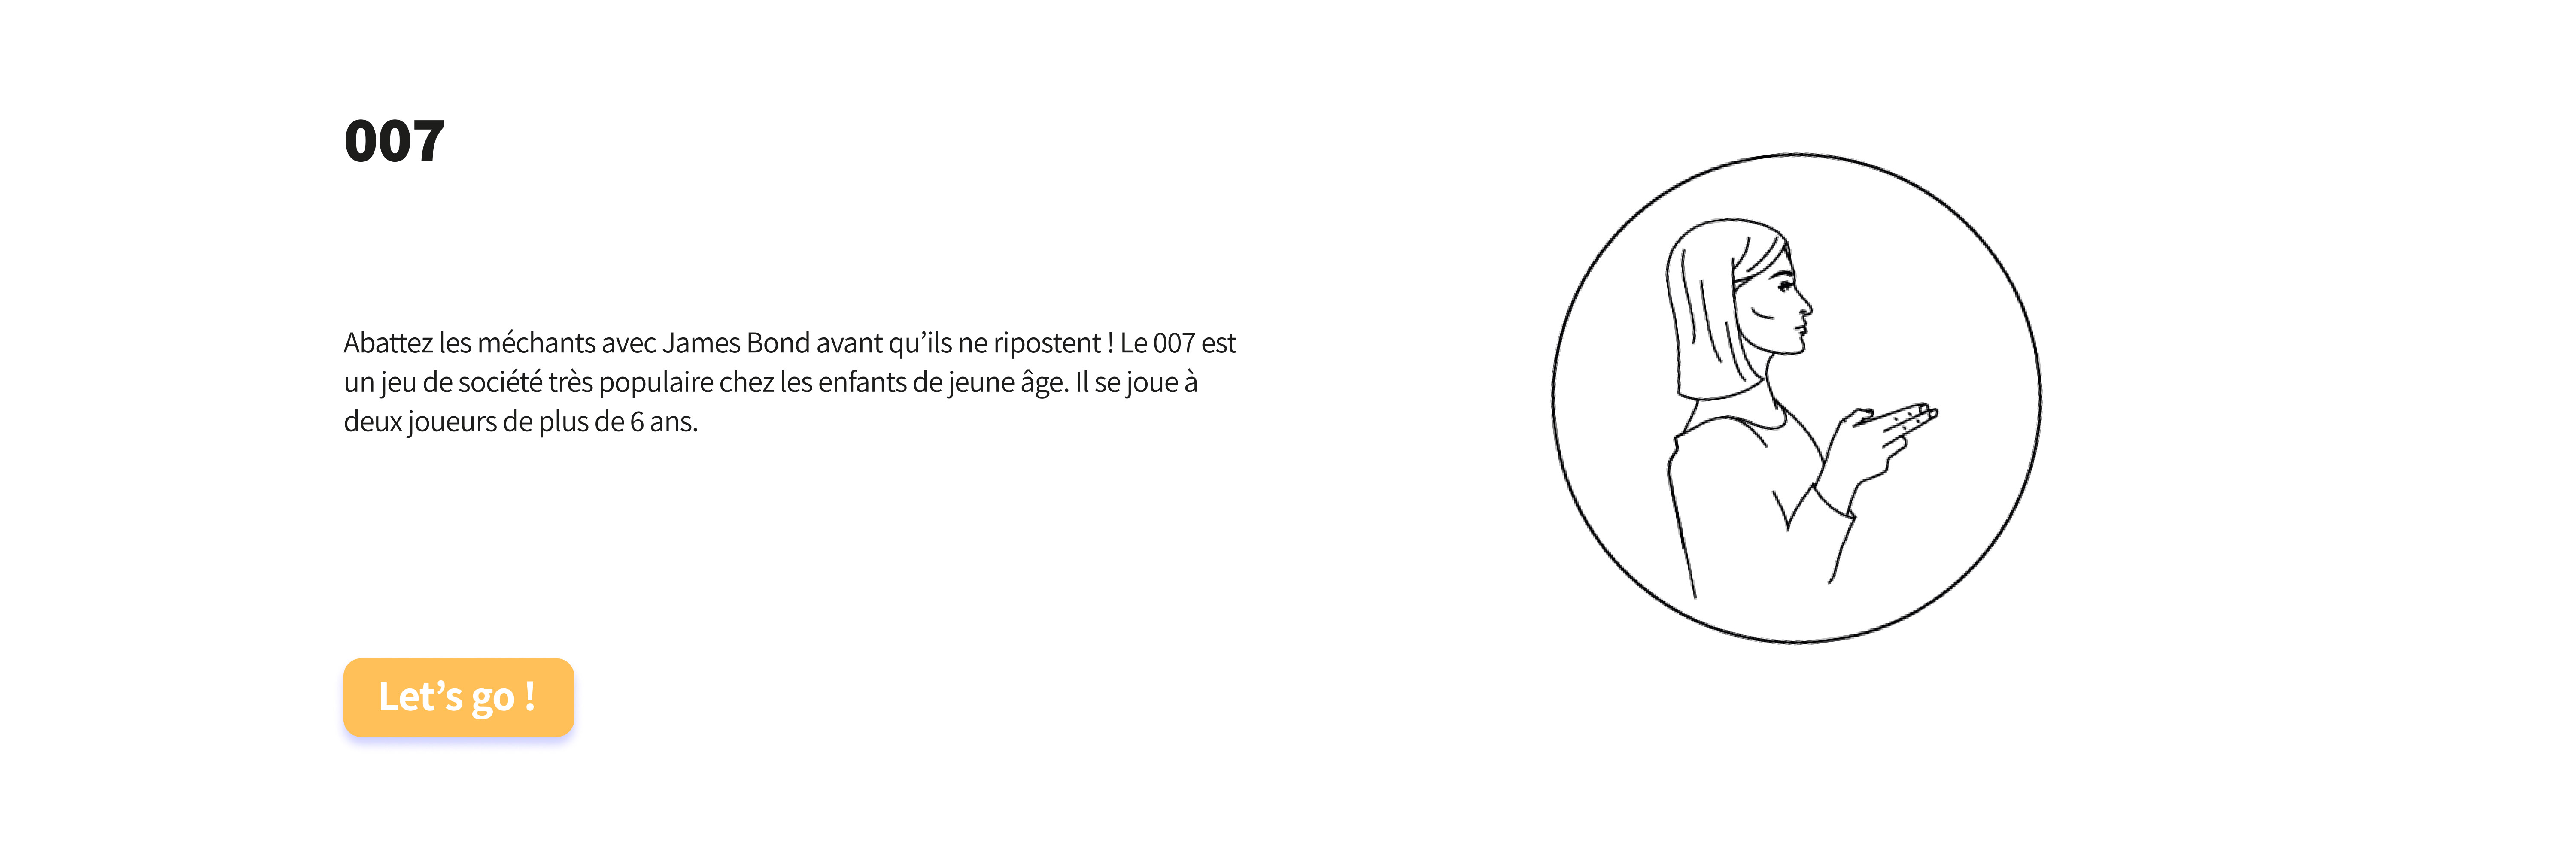 007
Abattez les méchants avec James Bond avant qu’ils ne ripostent ! Le 007 est
un jeu de société très populaire chez les enfants de jeune âge. Il se joue à
deux joueurs de plus de 6 ans.
Let’s go !